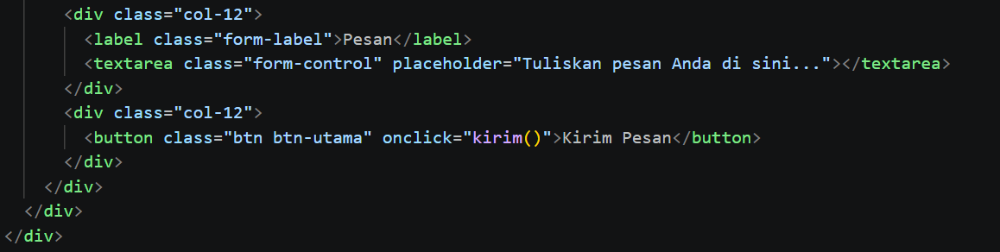 <div class="col-12">
<label class="form-label">Pesan</label>
<textarea class="form-control" placeholder="Tuliskan pesan Anda di sini..."></textarea>
</div>
<div class="col-12">
<button class="btn btn-utama" onclick="kirim()">Kirim Pesan</button>
</div>
</div>
</div>
</div>